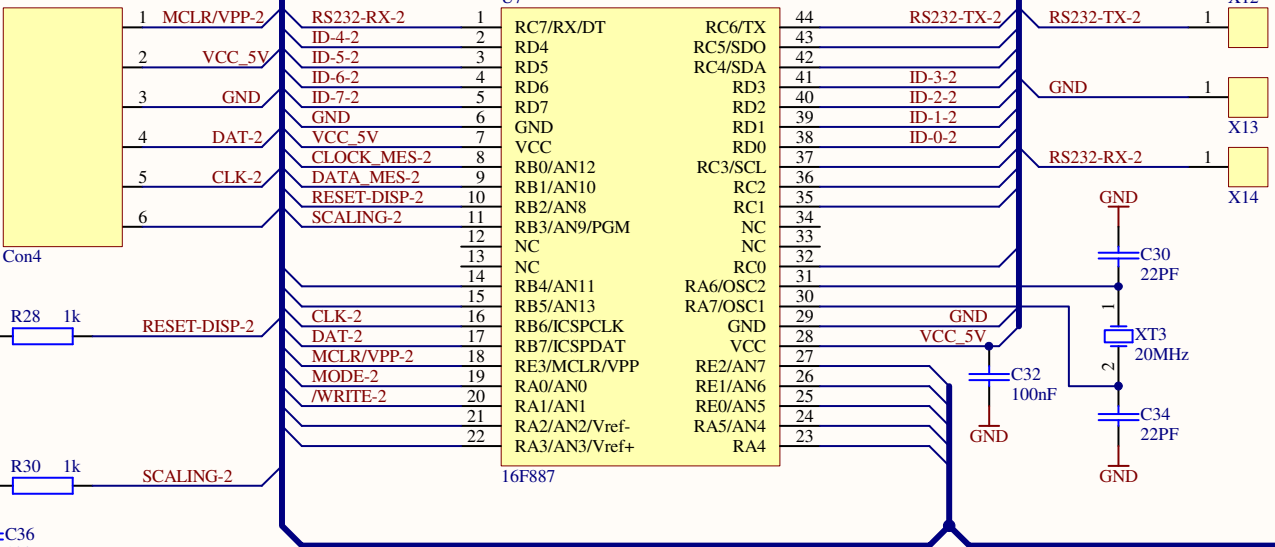 X12
1 MCLR/VPP-2 RS232-RX-2 1 RC7/RX/DT RC6/TX 44 RS232-TX-2 RS232-TX-2 1
ID-4-2 2 RD4 RC5/SDO 43
2 VCC_5V ID-5-2 3 RD5 RC4/SDA 42
ID-6-2 4 RD6 RD3 41 ID-3-2 GND 1
3 GND ID-7-2 5 RD7 RD2 40 ID-2-2
GND 6 GND RD1 39 ID-1-2 X13
4 DAT-2 VCC_5V 7 VCC RD0 38 ID-0-2
CLOCK_MES-2 8 RB0/AN12 RC3/SCL 37 RS232-RX-2 1
5 CLK-2 DATA_MES-2 9 RB1/AN10 RC2 36
RESET-DISP-2 10 RB2/AN8 RC1 35 GND X14
6 SCALING-2 11 RB3/AN9/PGM NC 34
12 NC NC 33
Con4 C30
13 NC RC0 32 22PF
14 RB4/AN11 RA6/OSC2 31
15 RB5/AN13 RA7/OSC1 30 1
R28 1k CLK-2 16 RB6/ICSPCLK GND 29 GND
RESET-DISP-2 DAT-2 17 RB7/ICSPDAT VCC 28 VCC_5V XT3
MCLR/VPP-2 18 RE3/MCLR/VPP RE2/AN7 27 2 20MHz
MODE-2 19 RA0/AN0 RE1/AN6 26 C32
/WRITE-2 20 RA1/AN1 RE0/AN5 25 100nF
21 RA2/AN2/Vref- RA5/AN4 24 C34
22 RA3/AN3/Vref+ RA4 23 GND 22PF
R30 1k SCALING-2 16F887 GND
C36